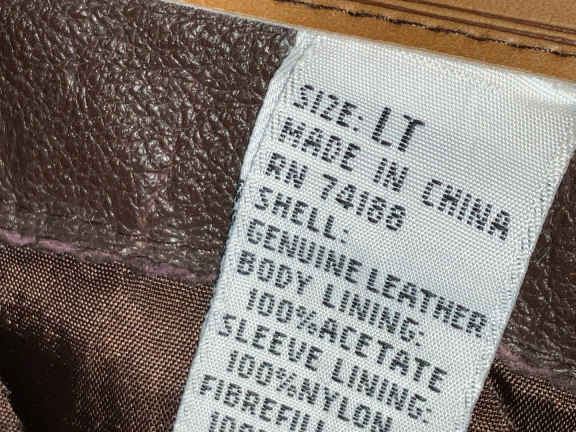 SIZE: LT
MADE IN CHINA
RN 74188
SHELL:
GENUINE LEATHER
BODY LINING:
100%ACETATE
SLEEVE LINING:
100%NYLON
FIBREFILL